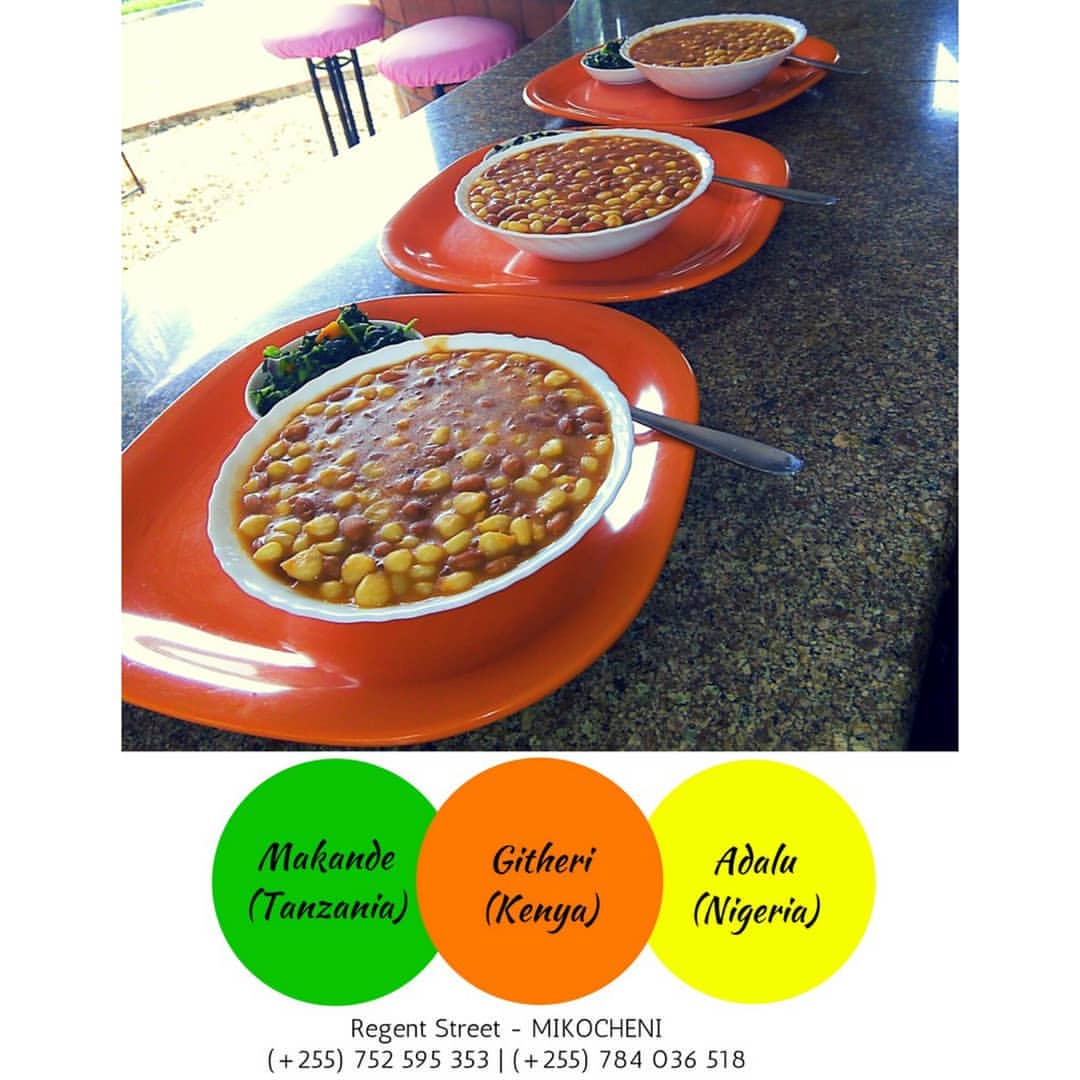 Makande
(Tanzania)
Githeri
(Kenya)
Adalu
(Nigeria)
Regent Street - MIKOCHENI
(+255) 752 595 353 | (+255) 784 036 518